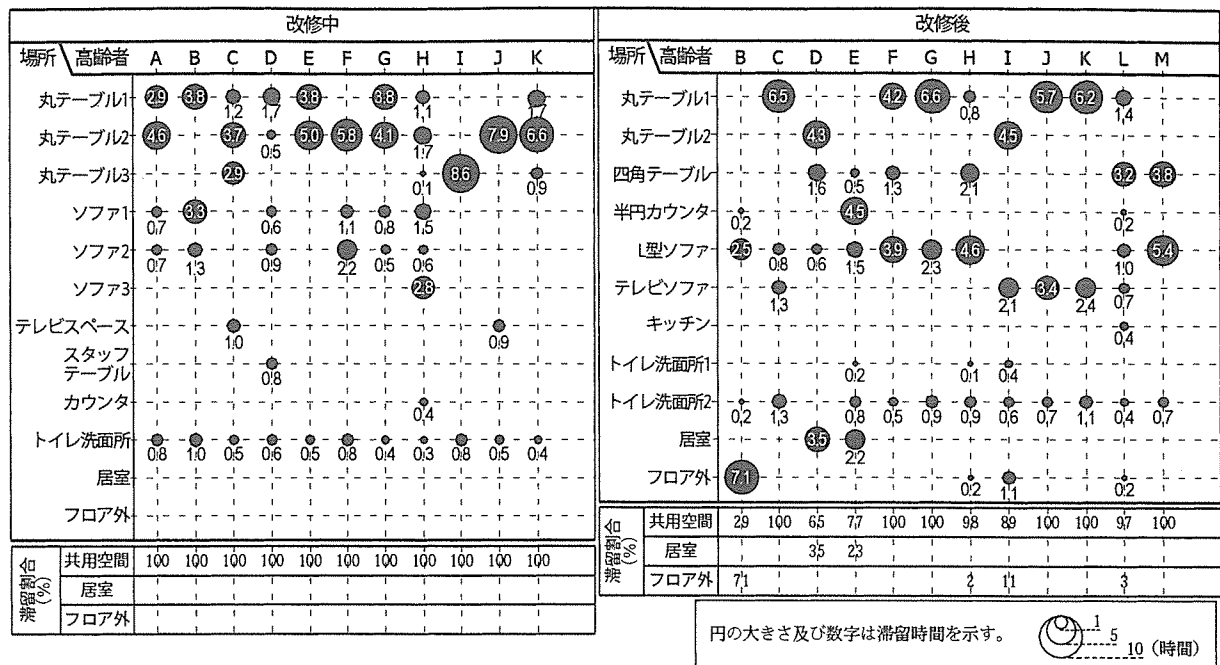 改修中
場所 高齢者 A B C D E F G H I J K
丸テーブル1 2.9 3.8 1.2 1.7 3.8 3.8 1.1 1.7
丸テーブル2 4.6 3.7 0.5 5.0 5.8 4.1 1.7 7.9 6.6
丸テーブル3 2.9 0.1 8.6 0.9
ソファ1 0.7 3.3 0.6 1.1 0.8 1.5
ソファ2 0.7 1.3 0.9 2.2 0.5 0.6
ソファ3 2.8
テレビスペース 1.0 0.9
スタッフ
テーブル 0.8
カウンタ 0.4
トイレ洗面所 0.8 1.0 0.5 0.6 0.5 0.8 0.4 0.3 0.8 0.5 0.4
居室
フロア外
滞留割合(%)
共用空間 100 100 100 100 100 100 100 100 100 100 100
居室
フロア外
改修後
場所 高齢者 B C D E F G H I J K L M
丸テーブル1 6.5 4.2 6.6 0.8 5.7 6.2 1.4
丸テーブル2 4.3 4.5
四角テーブル 1.6 0.5 1.3 2.1 3.2 3.8
半円カウンタ 0.2 4.5 0.2
L型ソファ 2.5 0.8 0.6 1.5 3.9 2.3 4.6 1.0 5.4
テレビソファ 1.3 2.1 3.4 2.4 0.7
キッチン 0.4
トイレ洗面所1 0.2 0.1 0.4
トイレ洗面所2 0.2 1.3 0.8 0.5 0.9 0.9 0.6 0.7 1.1 0.4 0.7
居室 3.5 2.2
フロア外 7.1 0.2 1.1 0.2
滞留割合(%)
共用空間 29 100 65 77 100 100 98 89 100 100 97 100
居室 35 23
フロア外 71 2 11 3
円の大きさ及び数字は滞留時間を示す。
1
5
10 (時間)